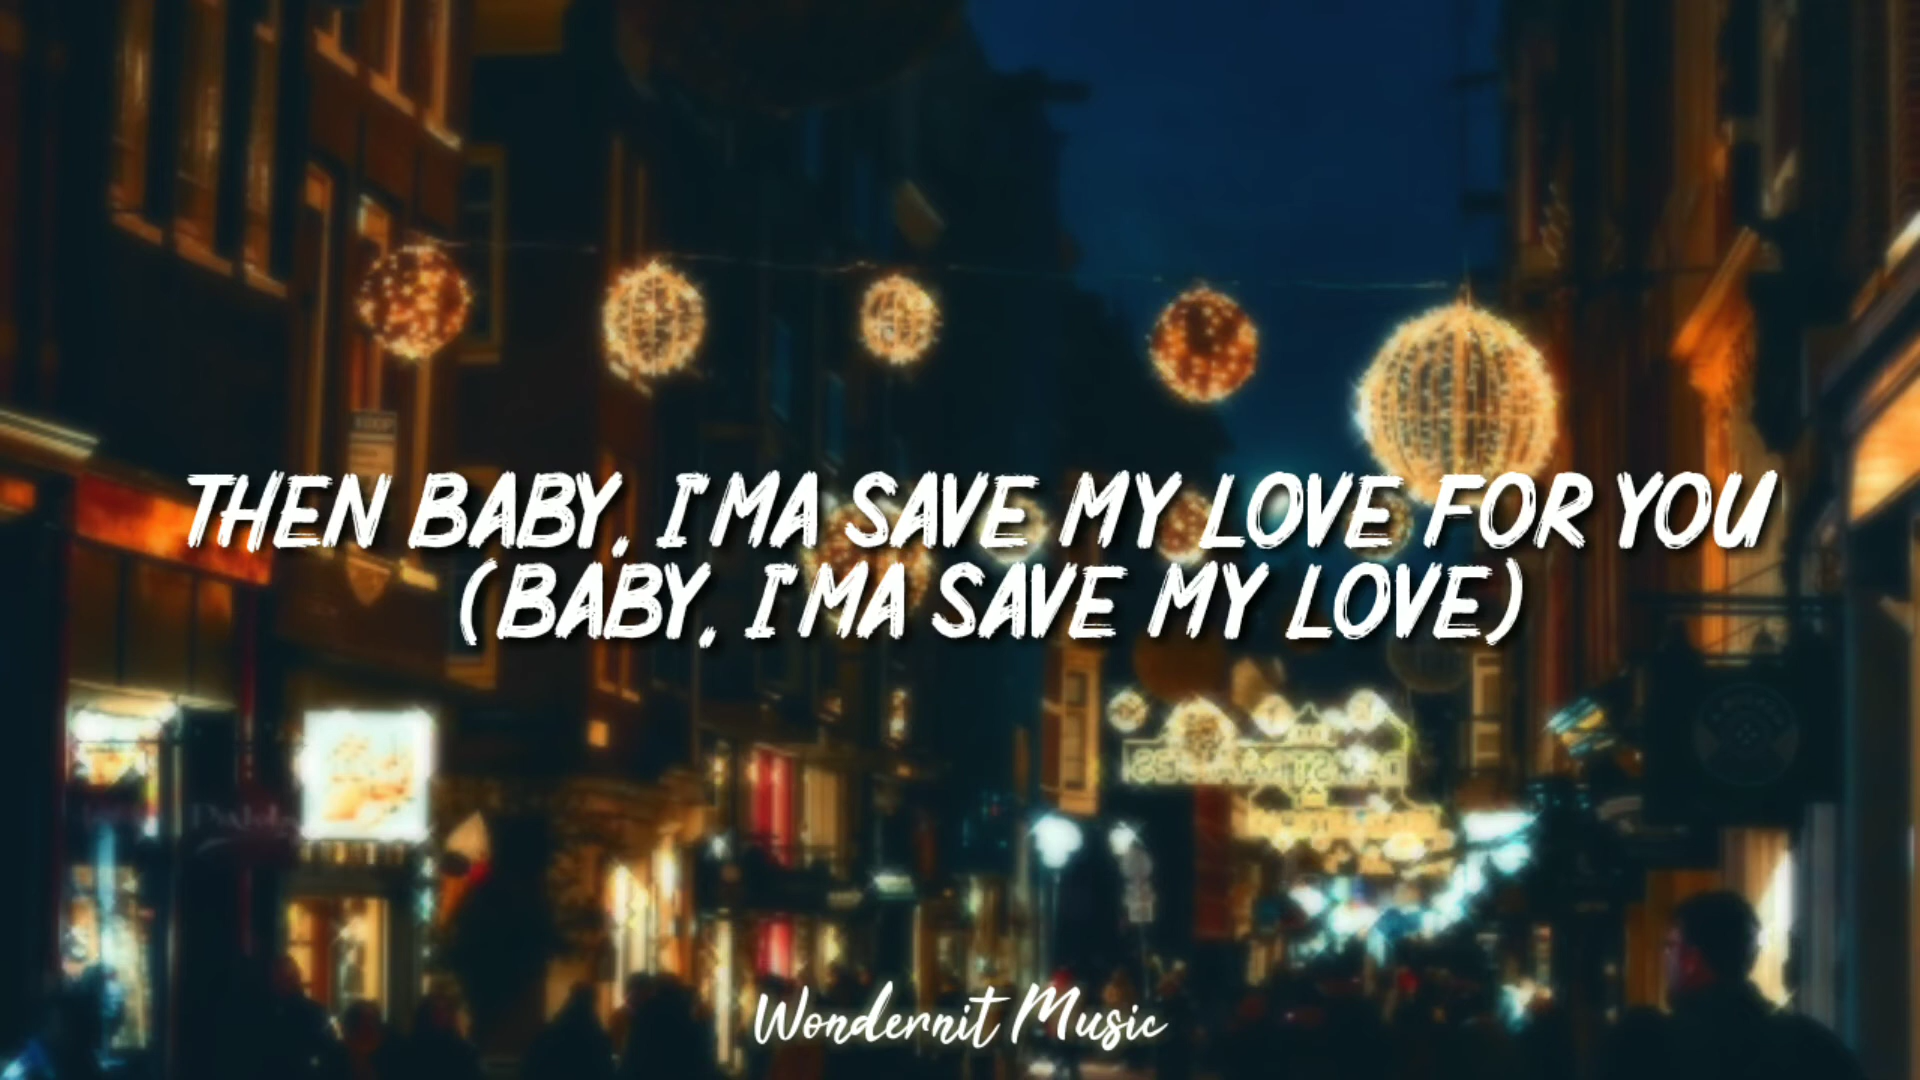 THEN BABY, I'MA SAVE MY LOVE FOR YOU
(BABY, I'MA SAVE MY LOVE)
Wondernit Music